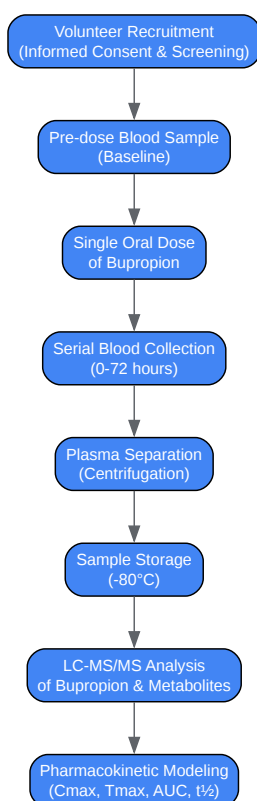 Volunteer Recruitment
(Informed Consent & Screening)
Pre-dose Blood Sample
(Baseline)
Single Oral Dose
of Bupropion
Serial Blood Collection
(0-72 hours)
Plasma Separation
(Centrifugation)
Sample Storage
(-80°C)
LC-MS/MS Analysis
of Bupropion & Metabolites
Pharmacokinetic Modeling
(Cmax, Tmax, AUC, t½)